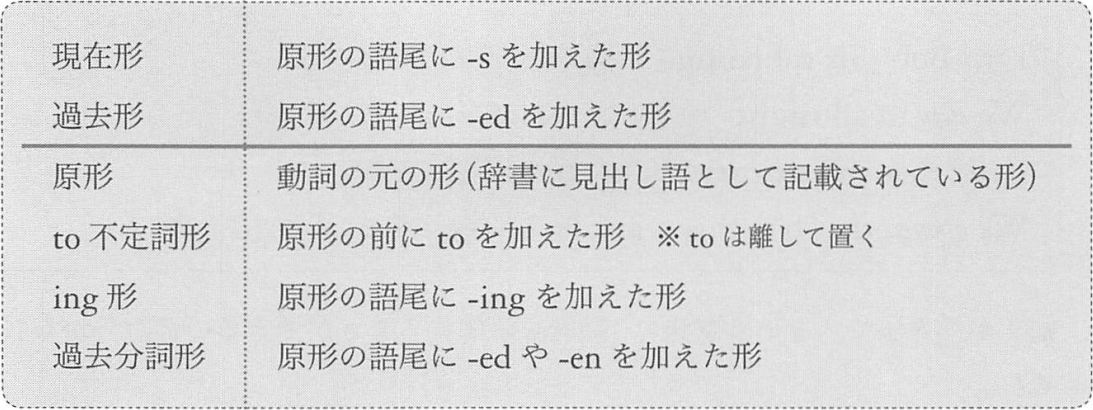 現在形 原形の語尾に -s を加えた形
過去形 原形の語尾に -ed を加えた形
原形 動詞の元の形(辞書に見出し語として記載されている形)
to 不定詞形 原形の前に to を加えた形 ※ to は離して置く
ing 形 原形の語尾に -ing を加えた形
過去分詞形 原形の語尾に -ed や -en を加えた形